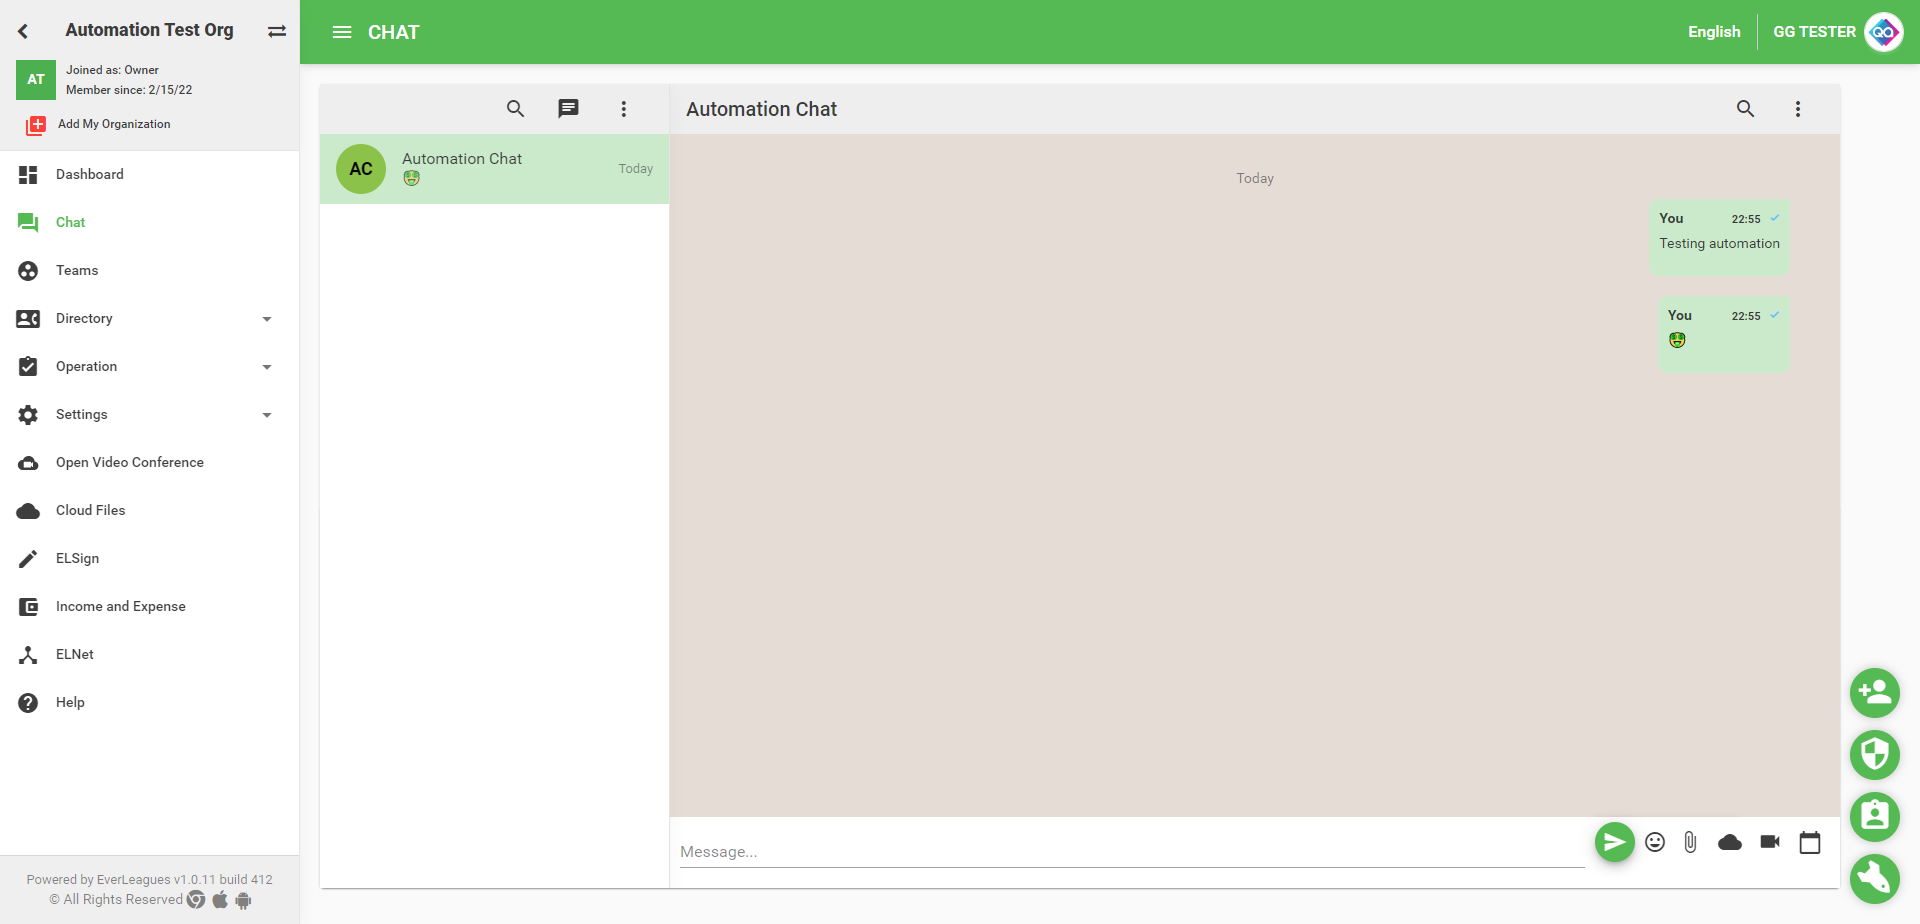 Automation Test Org
AT
Joined as: Owner
Member since: 2/15/22
Add My Organization
Dashboard
Chat
Teams
Directory
Operation
Settings
Open Video Conference
Cloud Files
ELSign
Income and Expense
ELNet
Help
Powered by EverLeagues v1.0.11 build 412
© All Rights Reserved
CHAT
English
GG TESTER
QA
AC
Automation Chat
Today
Automation Chat
Today
You 22:55
Testing automation
You 22:55
Message...